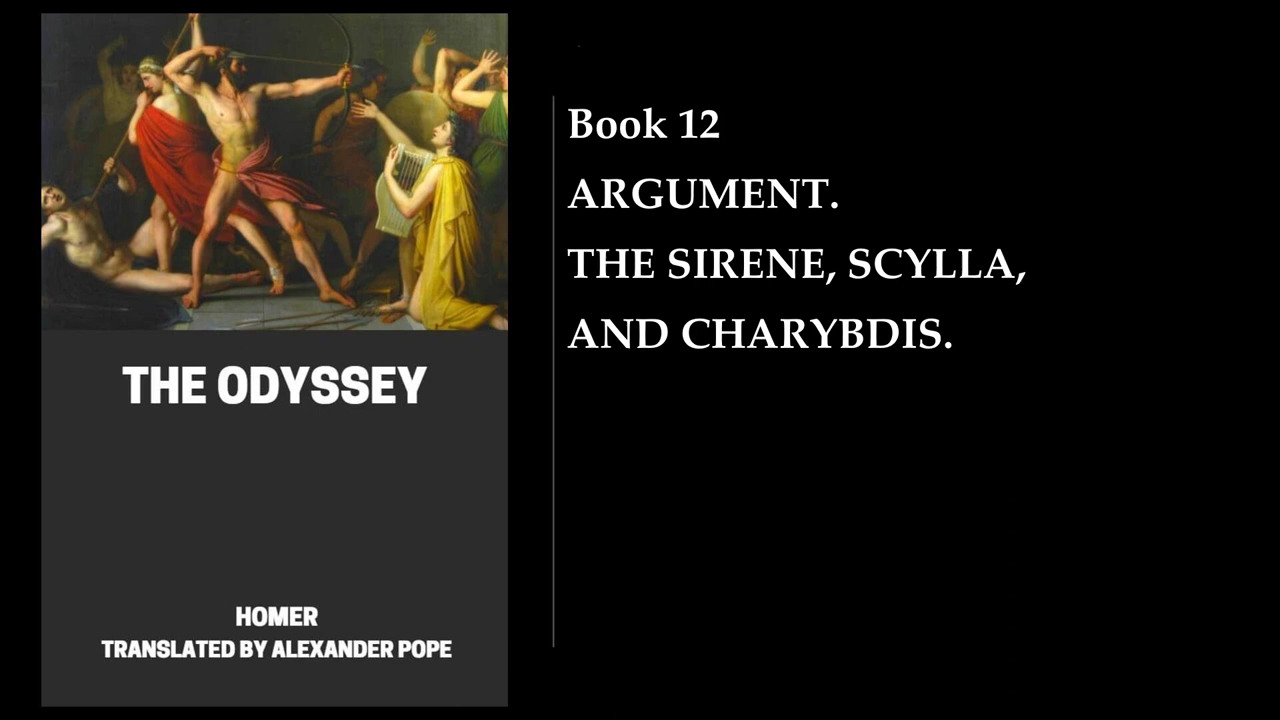 THE ODYSSEY
HOMER
TRANSLATED BY ALEXANDER POPE
Book 12
ARGUMENT.
THE SIRENE, SCYLLA,
AND CHARYBDIS.